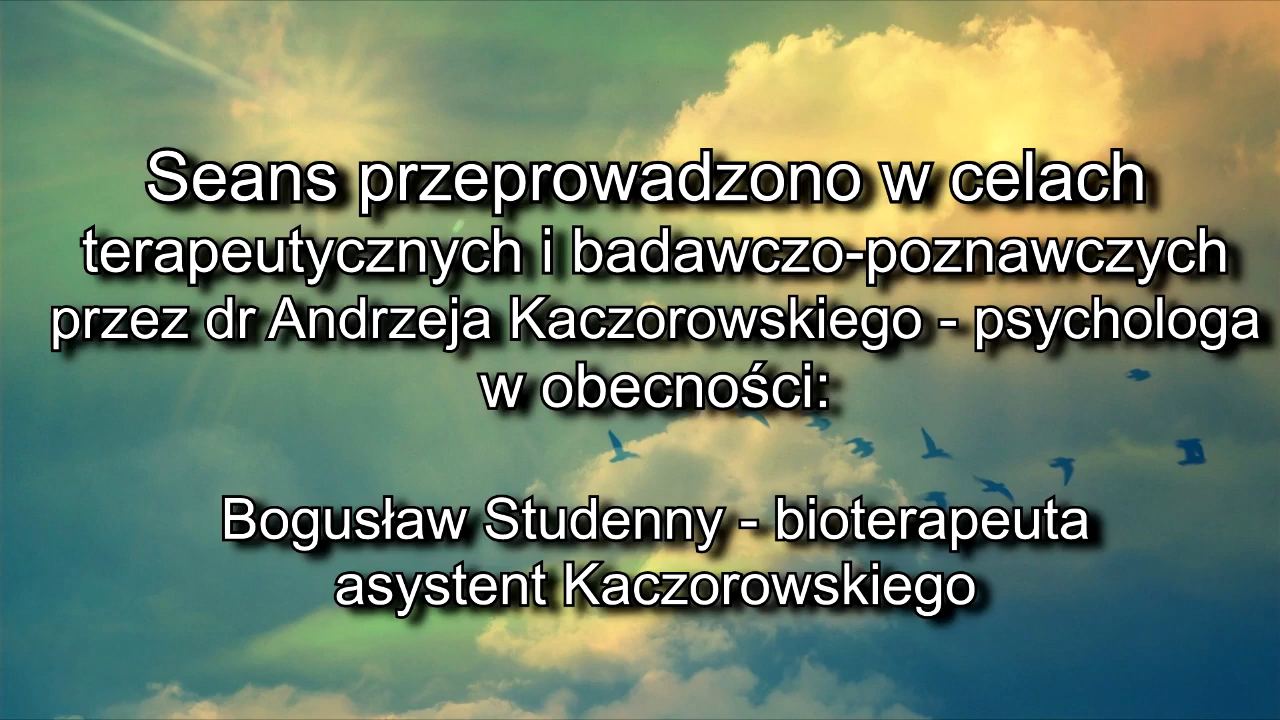 Seans przeprowadzono w celach
terapeutycznych i badawczo-poznawczych
przez dr Andrzeja Kaczorowskiego - psychologa
w obecności:
Bogusław Studenny - bioterapeuta
asystent Kaczorowskiego